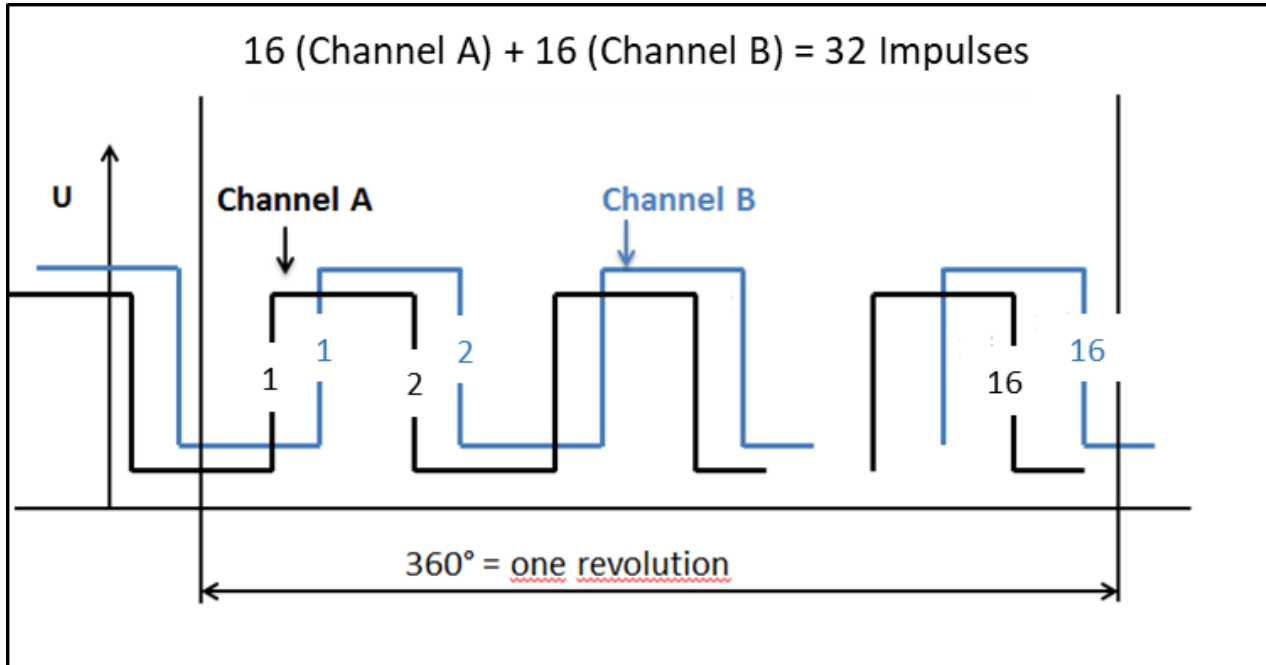 16 (Channel A) + 16 (Channel B) = 32 Impulses
U
Channel A
Channel B
1
1
2
2
16
16
360° = one revolution